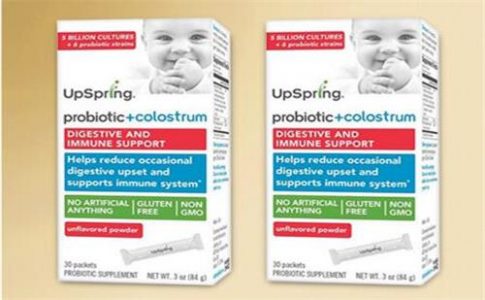 5 BILLION CULTURES
+ 6 probiotic strains
UpSpring
probiotic+colostrum
DIGESTIVE AND
IMMUNE SUPPORT
Helps reduce occasional
digestive upset and
supports immune system*
NO ARTIFICIAL
ANYTHING
GLUTEN
FREE
NON
GMO
unflavored powder
UpSpring
30 packets
PROBIOTIC SUPPLEMENT
NET WT. 3 oz (84 g)
5 BILLION CULTURES
+ 6 probiotic strains
UpSpring
probiotic+colostrum
DIGESTIVE AND
IMMUNE SUPPORT
Helps reduce occasional
digestive upset and
supports immune system*
NO ARTIFICIAL
ANYTHING
GLUTEN
FREE
NON
GMO
unflavored powder
UpSpring
30 packets
PROBIOTIC SUPPLEMENT
NET WT. 3 oz (84 g)